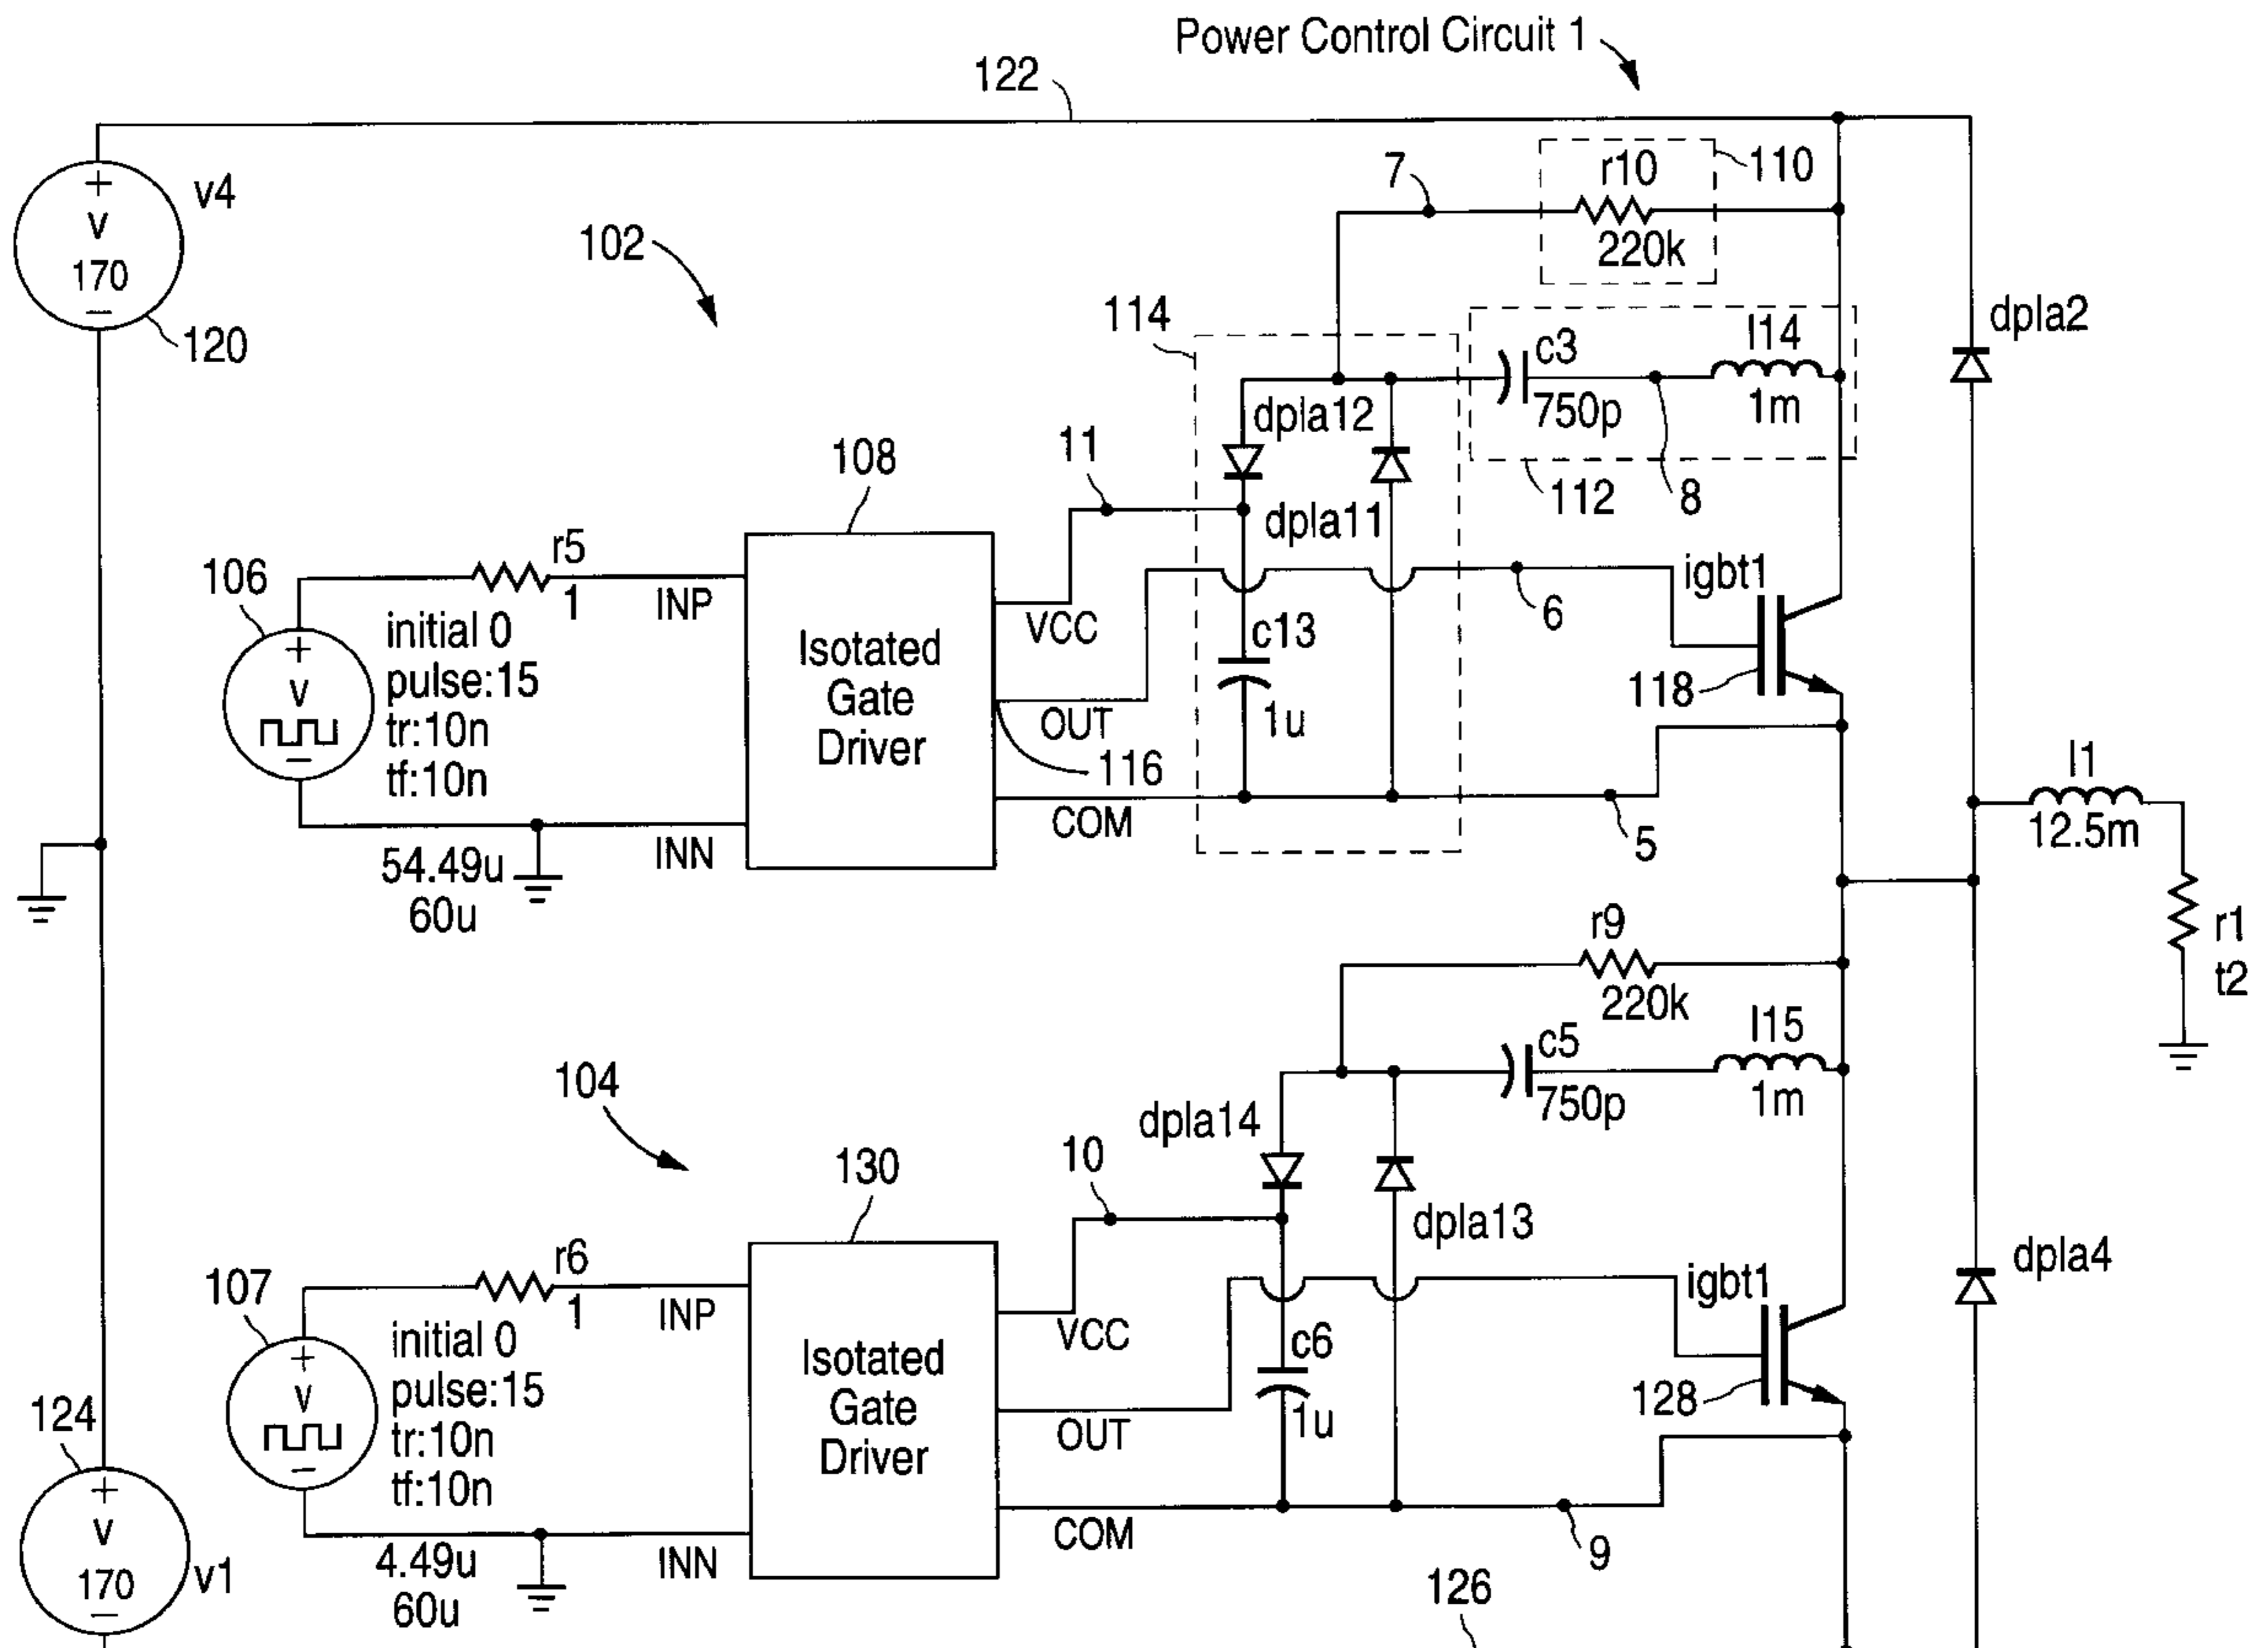 Power Control Circuit 1
122
+
v4
V
170
−
120
102
7
r10
110
220k
114
c3
l14
dpla2
750p
1m
dpla12
11
108
112
8
dpla11
r5
1
INP
106
initial 0
pulse:15
tr:10n
tf:10n
+
V
−
Isotated
Gate
Driver
VCC
c13
6
igbt1
118
OUT
1u
116
COM
5
l1
12.5m
INN
54.49u
60u
r9
220k
r1
t2
c5
l15
750p
1m
104
dpla14
10
130
dpla13
dpla4
r6
1
INP
107
initial 0
pulse:15
tr:10n
tf:10n
+
V
−
Isotated
Gate
Driver
VCC
c6
igbt1
128
1u
OUT
124
+
V
170
−
v1
COM
9
INN
4.49u
60u
126